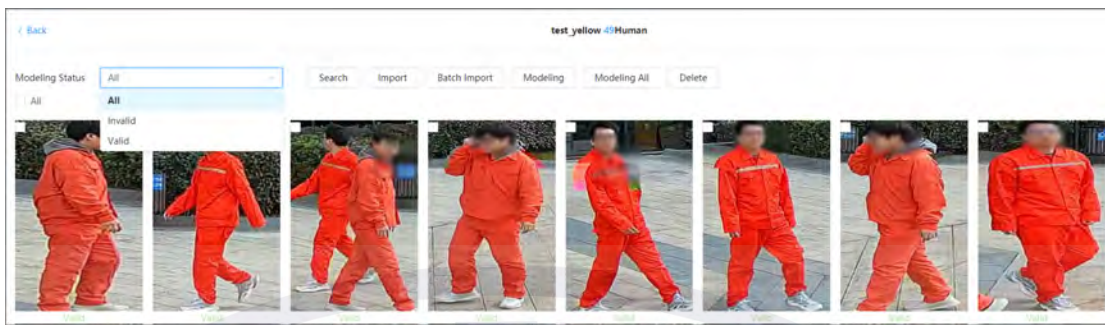 < Back
test_yellow 49Human
Modeling Status All Search Import Batch Import Modeling Modeling All Delete
All
All
Invalid
Valid
Valid Valid Valid Valid Valid Valid Valid Valid